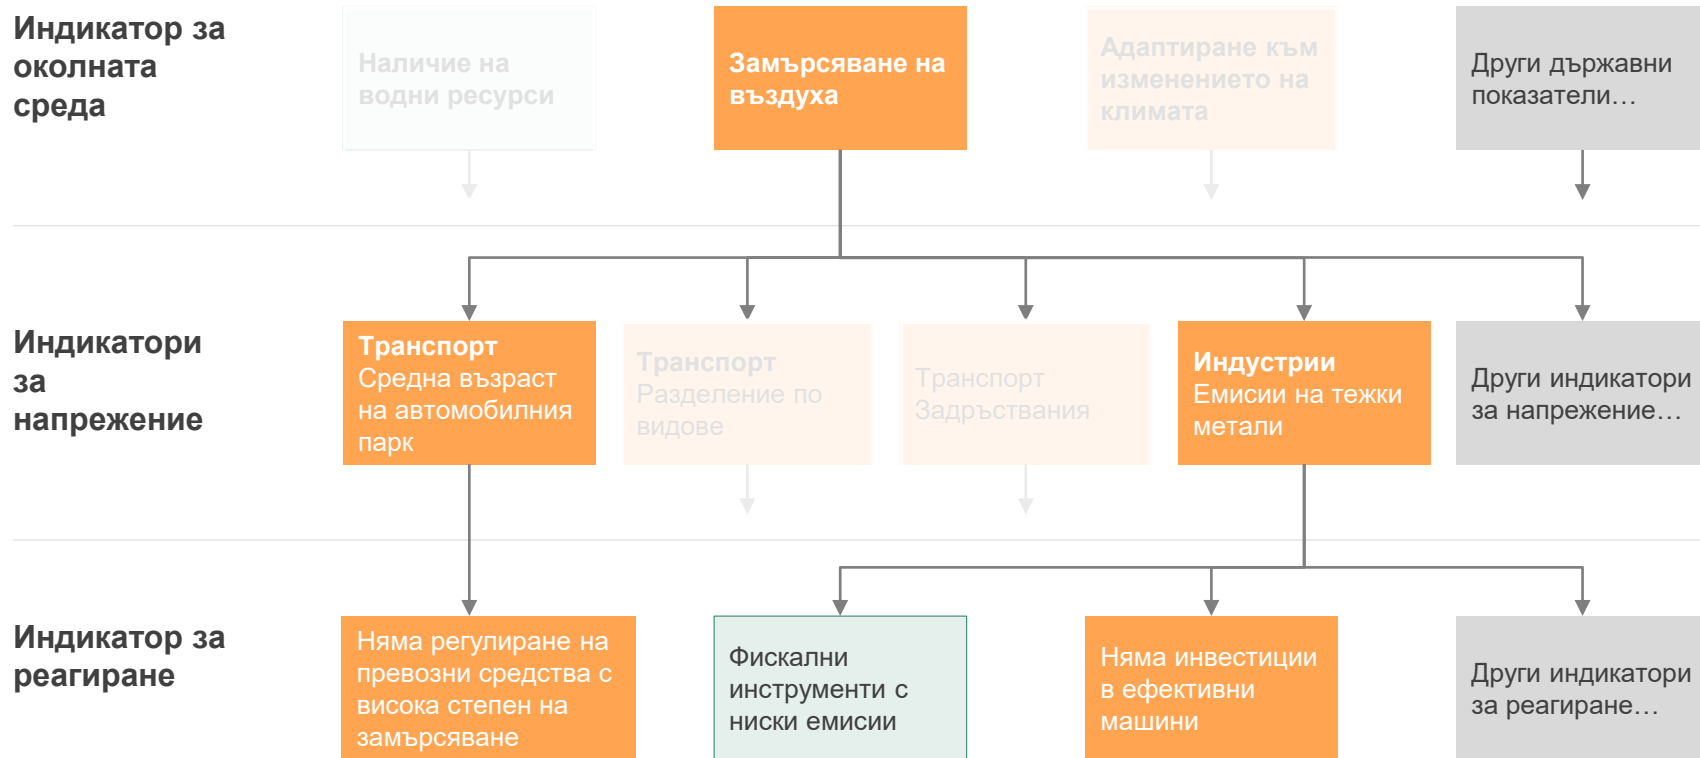 Индикатор за
околната
среда
Наличие на
водни ресурси
Замърсяване на
въздуха
Адаптиране към
изменението на
климата
Други държавни
показатели…
Индикатори
за
напрежение
Транспорт
Средна възраст
на автомобилния
парк
Транспорт
Разделение по
видове
Транспорт
Задръствания
Индустрии
Емисии на тежки
метали
Други индикатори
за напрежение…
Индикатор за
реагиране
Няма регулиране на
превозни средства с
висока степен на
замърсяване
Фискални
инструменти с
ниски емисии
Няма инвестиции
в ефективни
машини
Други индикатори
за реагиране…